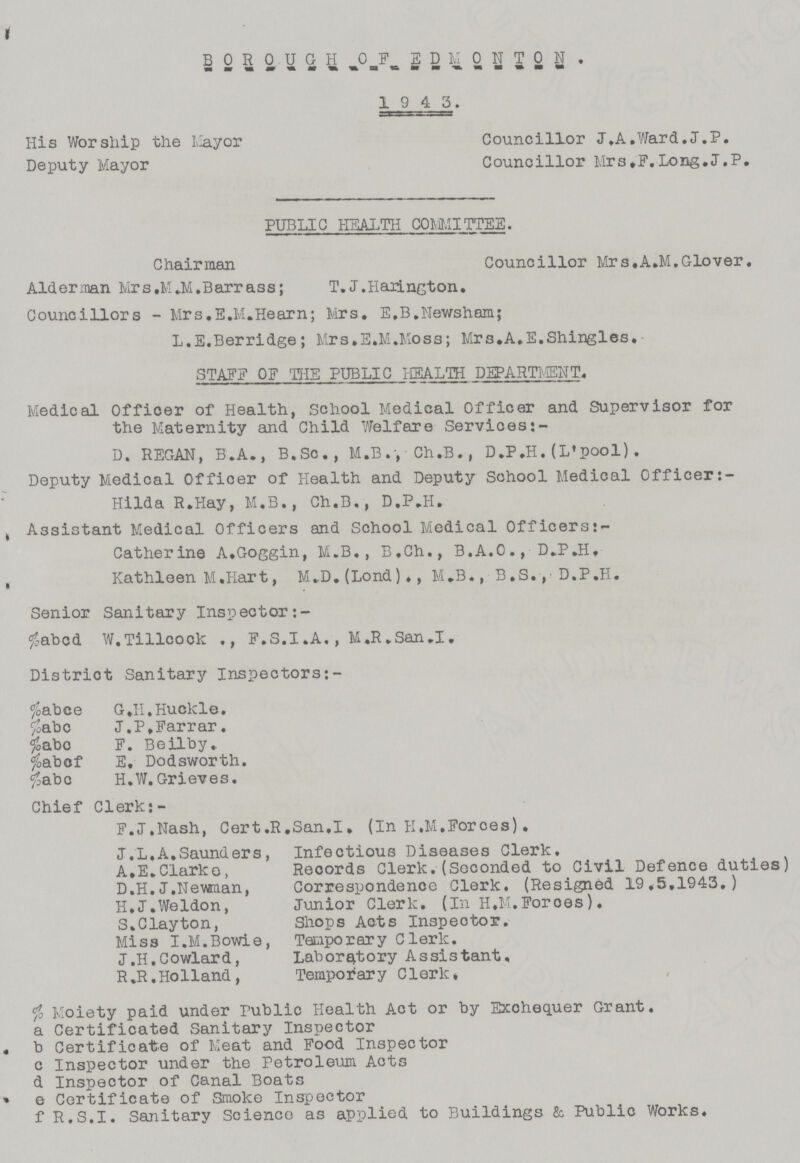 BOROUGH OF EDMONTON.
1943.
His Worship the Mayor Councillor J.A.Ward.J.P.
Deputy Mayor Councillor Mrs.F.Long.J.P.
PUBLIC HEALTH COMMITTEE.
Chairman Councillor Mrs.A.M.Glover.
Alderman Mrs.M.M.Barrass; T.J.Harington.
Councillors - Mrs.E.M.Hearn; Mrs. E.B.Newsham;
L.E.Berridge; Mrs.E.M.Moss; Mrs.A.E.Shingles.
STAFF OF THE PUBLIC HEALTH DEPARTMENT.
Medical Officer of Health, School Medical Officer and Supervisor for
the Maternity and Child Welfare Services:-
D. REGAN, B.A., B.Sc., M.B., Ch.B., D.P.H.(L'pool).
Deputy Medical Officer of Health and Deputy School Medical Officer:-
Hilda R.Hay, M.B., Ch.B., D.P.H.
Assistant Medical Officers and School Medical Officers:-
Catherine A.Goggin, M.B., B.Ch., B.A.O., D.P.H.
Kathleen M.Hart, M.D.(Lond)., M.B., B.S., D.P.H.
Senior Sanitary Inspector:-
%abcd W.Tillcock ., F.S.I.A., M.R.San.I.
District Sanitary Inspectors:-
%abce G.H.Huckle.
%abc J.P.Farrar.
%abc F. Beilby.
%abcf E. Dodsworth.
%abc H.W.Grieves.
Chief Clerk:-
F.J.Nash, Cert.R.San.I. (In H.M.Forces).
J.L.A.Saunders, Infectious Diseases Clerk.
A.E.Clarke, Records Clerk.(Seconded to Civil Defence duties)
D.H.J.Newman, Correspondence Clerk. (Resigned 19.5.1943.)
H.J.Weldon, Junior Clerk. (In H.M.Forces).
S.Clayton, Shops Acts Inspector.
Miss I.M.Bowie, Temporary Clerk.
J.H.Cowlard, Laboratory Assistant.
R.R.Holland, Temporary Clerk.
% Moiety paid under Public Health Act or by Exchequer Grant.
a Certificated Sanitary Inspector
b Certificate of Meat and Food Inspector
c Inspector under the Petroleum Acts
d Inspector of Canal Boats
e Certificate of Smoke Inspector
f R.S.I. Sanitary Science as applied to Buildings & Public Works.